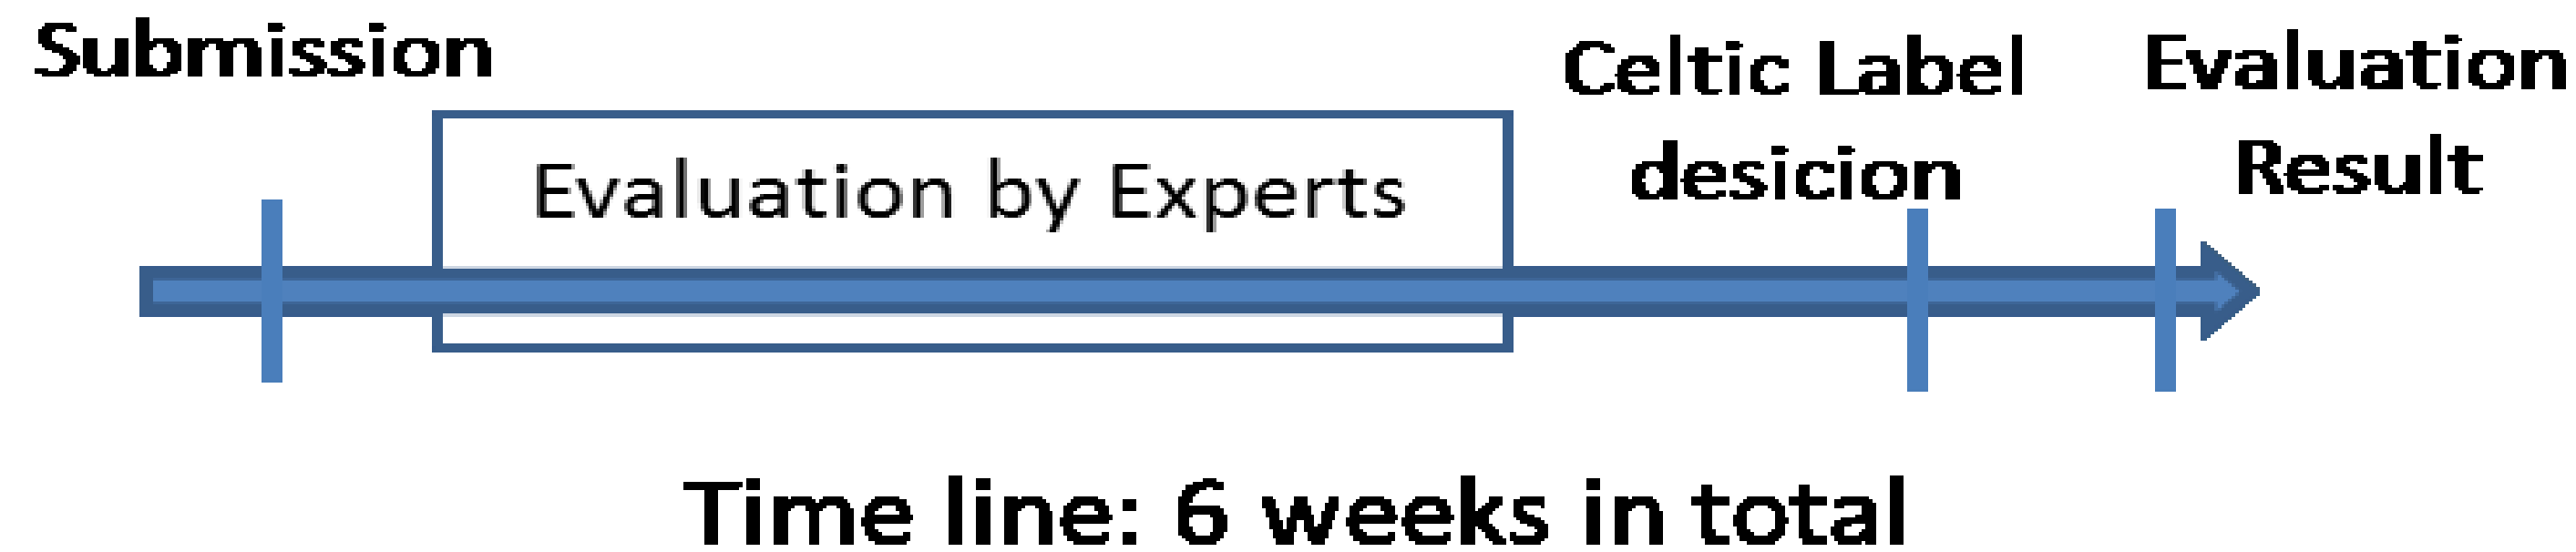 Submission
Evaluation by Experts
Celtic Label
desicion
Evaluation
Result
Time line: 6 weeks in total